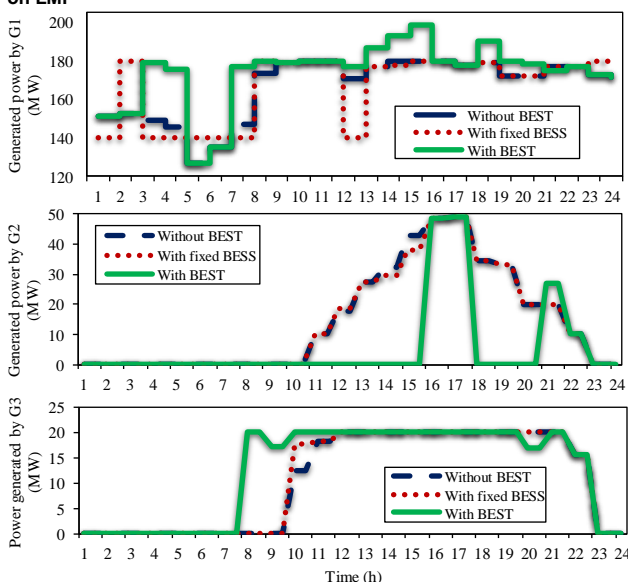 on LMP
Generated power by G1
(MW)
200
180
160
140
120
Without BEST
With fixed BESS
With BEST
1 2 3 4 5 6 7 8 9 10 11 12 13 14 15 16 17 18 19 20 21 22 23 24
Generated power by G2
(MW)
50
40
30
20
10
0
Without BEST
With fixed BESS
With BEST
1 2 3 4 5 6 7 8 9 10 11 12 13 14 15 16 17 18 19 20 21 22 23 24
Power generated by G3
(MW)
25
20
15
10
5
0
Without BEST
With fixed BESS
With BEST
1 2 3 4 5 6 7 8 9 10 11 12 13 14 15 16 17 18 19 20 21 22 23 24
Time (h)